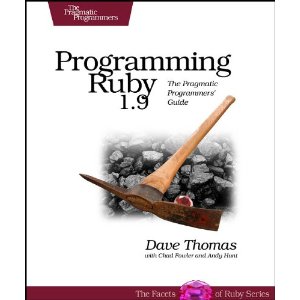 The Pragmatic
Programmers
Programming
Ruby
1.9
The Pragmatic
Programmers'
Guide
Dave Thomas
with Chad Fowler and Andy Hunt
The Facets of Ruby Series